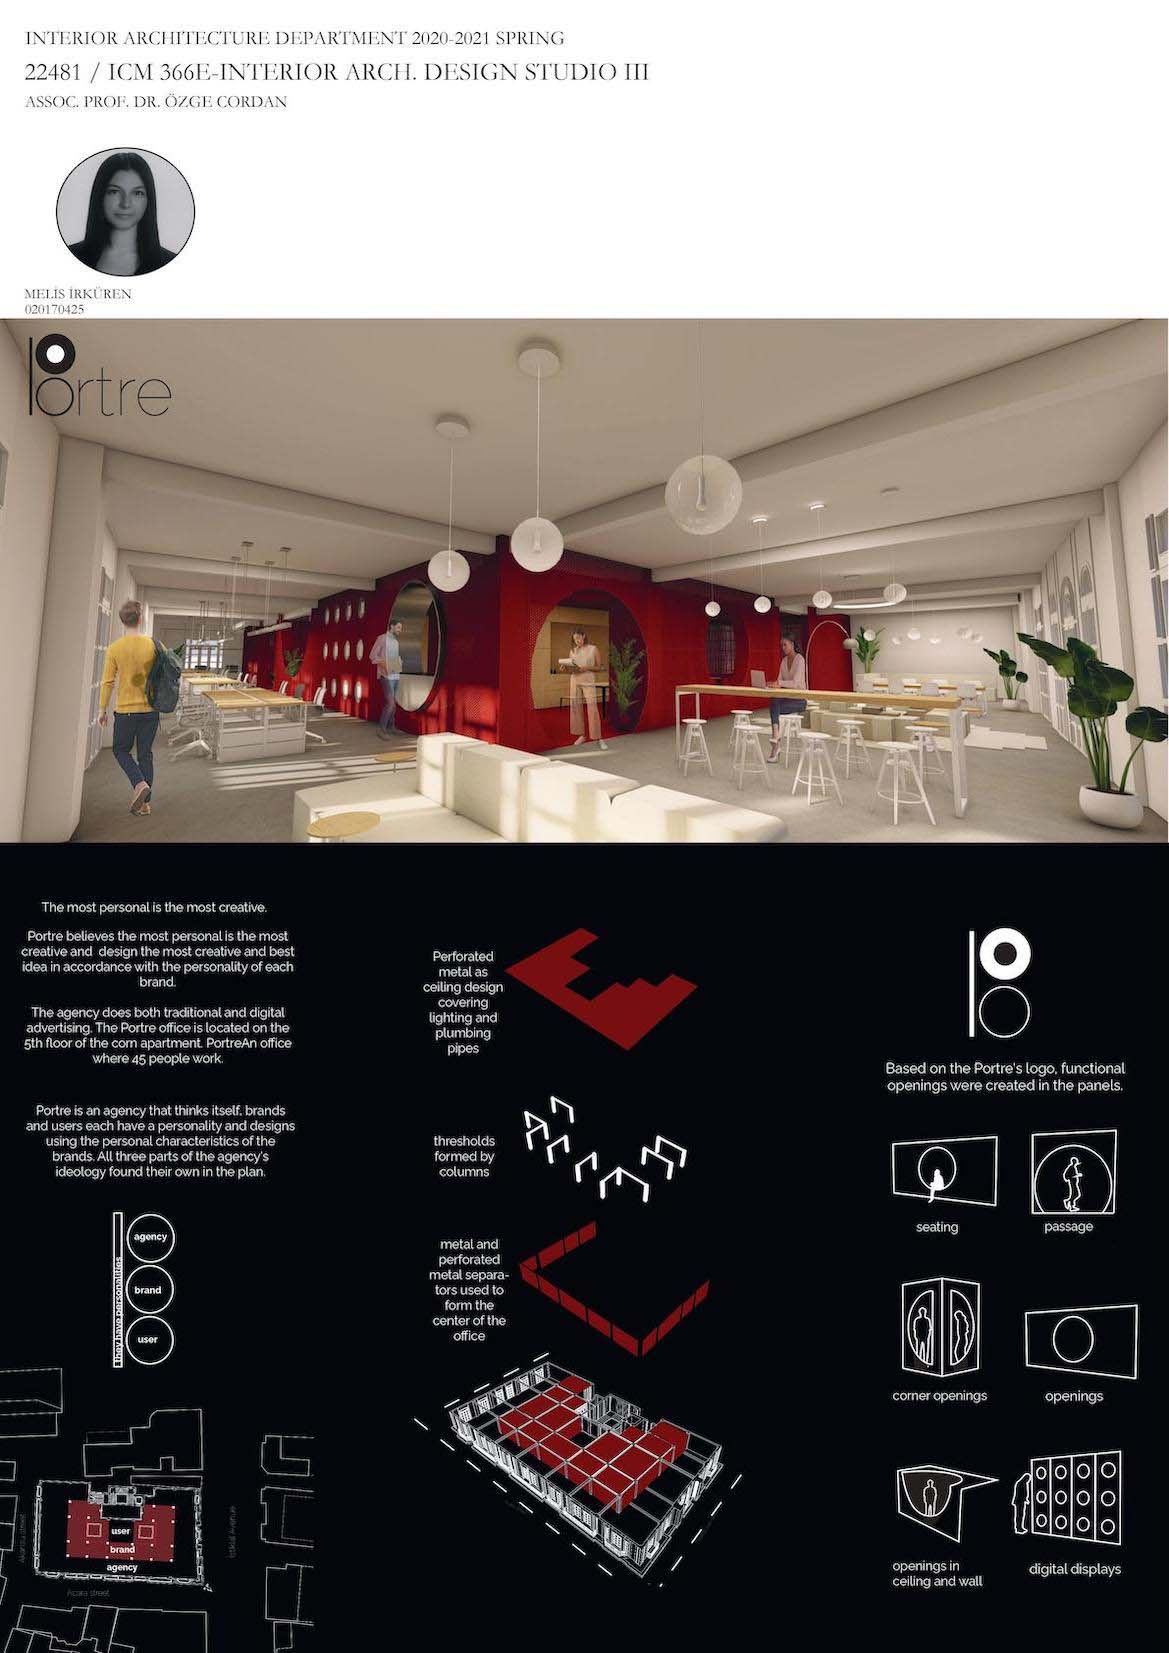 INTERIOR ARCHITECTURE DEPARTMENT 2020-2021 SPRING
22481 / ICM 366E-INTERIOR ARCH. DESIGN STUDIO III
ASSOC. PROF. DR. ÖZGE CORDAN
MELİS İRKÜREN
020170425
Portre
The most personal is the most creative.
Portre believes the most personal is the most
creative and design the most creative and best
idea in accordance with the personality of each
brand.
The agency does both traditional and digital
advertising. The Portre office is located on the
5th floor of the corn apartment. PortreAn office
where 45 people work.
Portre is an agency that thinks itself, brands
and users each have a personality and designs
using the personal characteristics of the
brands. All three parts of the agency's
ideology found their own in the plan.
they have personalities
agency
brand
user
user
brand
agency
Acara street
İstiklal Avenue
Perforated
metal as
ceiling design
covering
lighting and
plumbing
pipes
thresholds
formed by
columns
metal and
perforated
metal separa-
tors used to
form the
center of the
office
Based on the Portre's logo, functional
openings were created in the panels.
seating
passage
corner openings
openings
openings in
ceiling and wall
digital displays